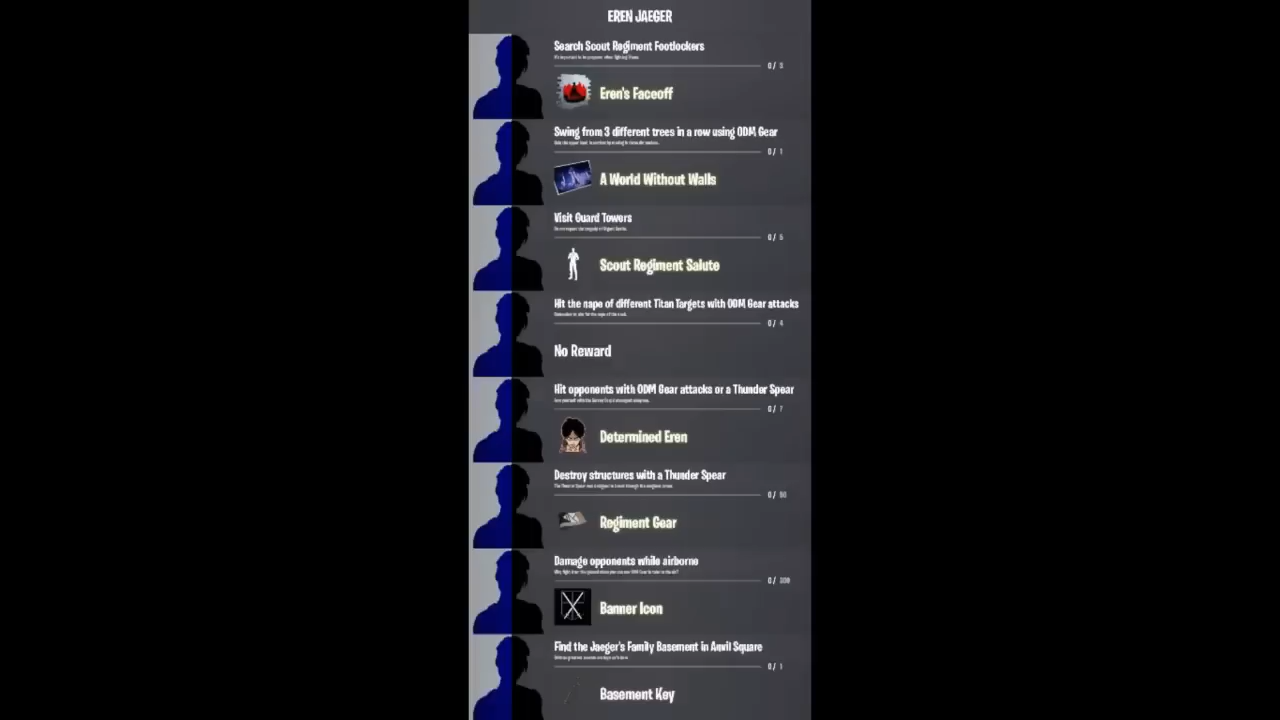 EREN JAEGER
Search Scout Regiment Footlockers
0 / 3
Eren's Faceoff
Swing from 3 different trees in a row using ODM Gear
0 / 1
A World Without Walls
Visit Guard Towers
0 / 5
Scout Regiment Salute
Hit the nape of different Titan Targets with ODM Gear attacks
0 / 4
No Reward
Hit opponents with ODM Gear attacks or a Thunder Spear
0 / 7
Determined Eren
Destroy structures with a Thunder Spear
0 /
Regiment Gear
Damage opponents while airborne
0 /
Banner Icon
Find the Jaeger's Family Basement in Anvil Square
0 / 1
Basement Key